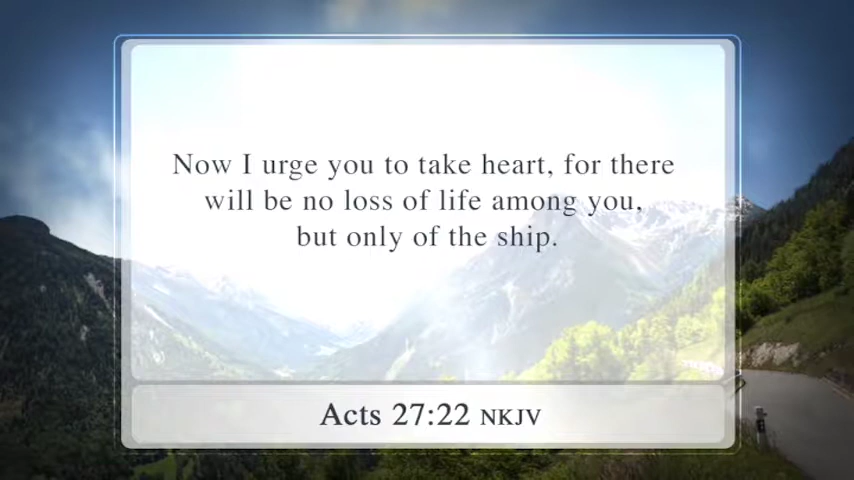 Now I urge you to take heart, for there
will be no loss of life among you,
but only of the ship.
Acts 27:22 NKJV